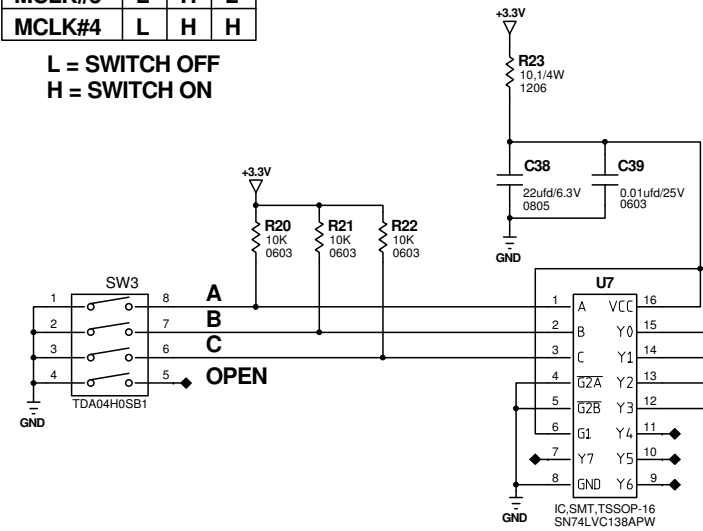 MCLK#4 L H H
L = SWITCH OFF
H = SWITCH ON
+3.3V
R23
10,1/4W
1206
C38
22ufd/6.3V
0805
C39
0.01ufd/25V
0603
GND
+3.3V
R20
10K
0603
R21
10K
0603
R22
10K
0603
SW3
1 8 A
2 7 B
3 6 C
4 5 OPEN
TDA04H0SB1
GND
U7
1 A VCC 16
2 B Y0 15
3 C Y1 14
4 G2A Y2 13
5 G2B Y3 12
6 G1 Y4 11
7 Y7 Y5 10
8 GND Y6 9
GND
IC,SMT,TSSOP-16
SN74LVC138APW